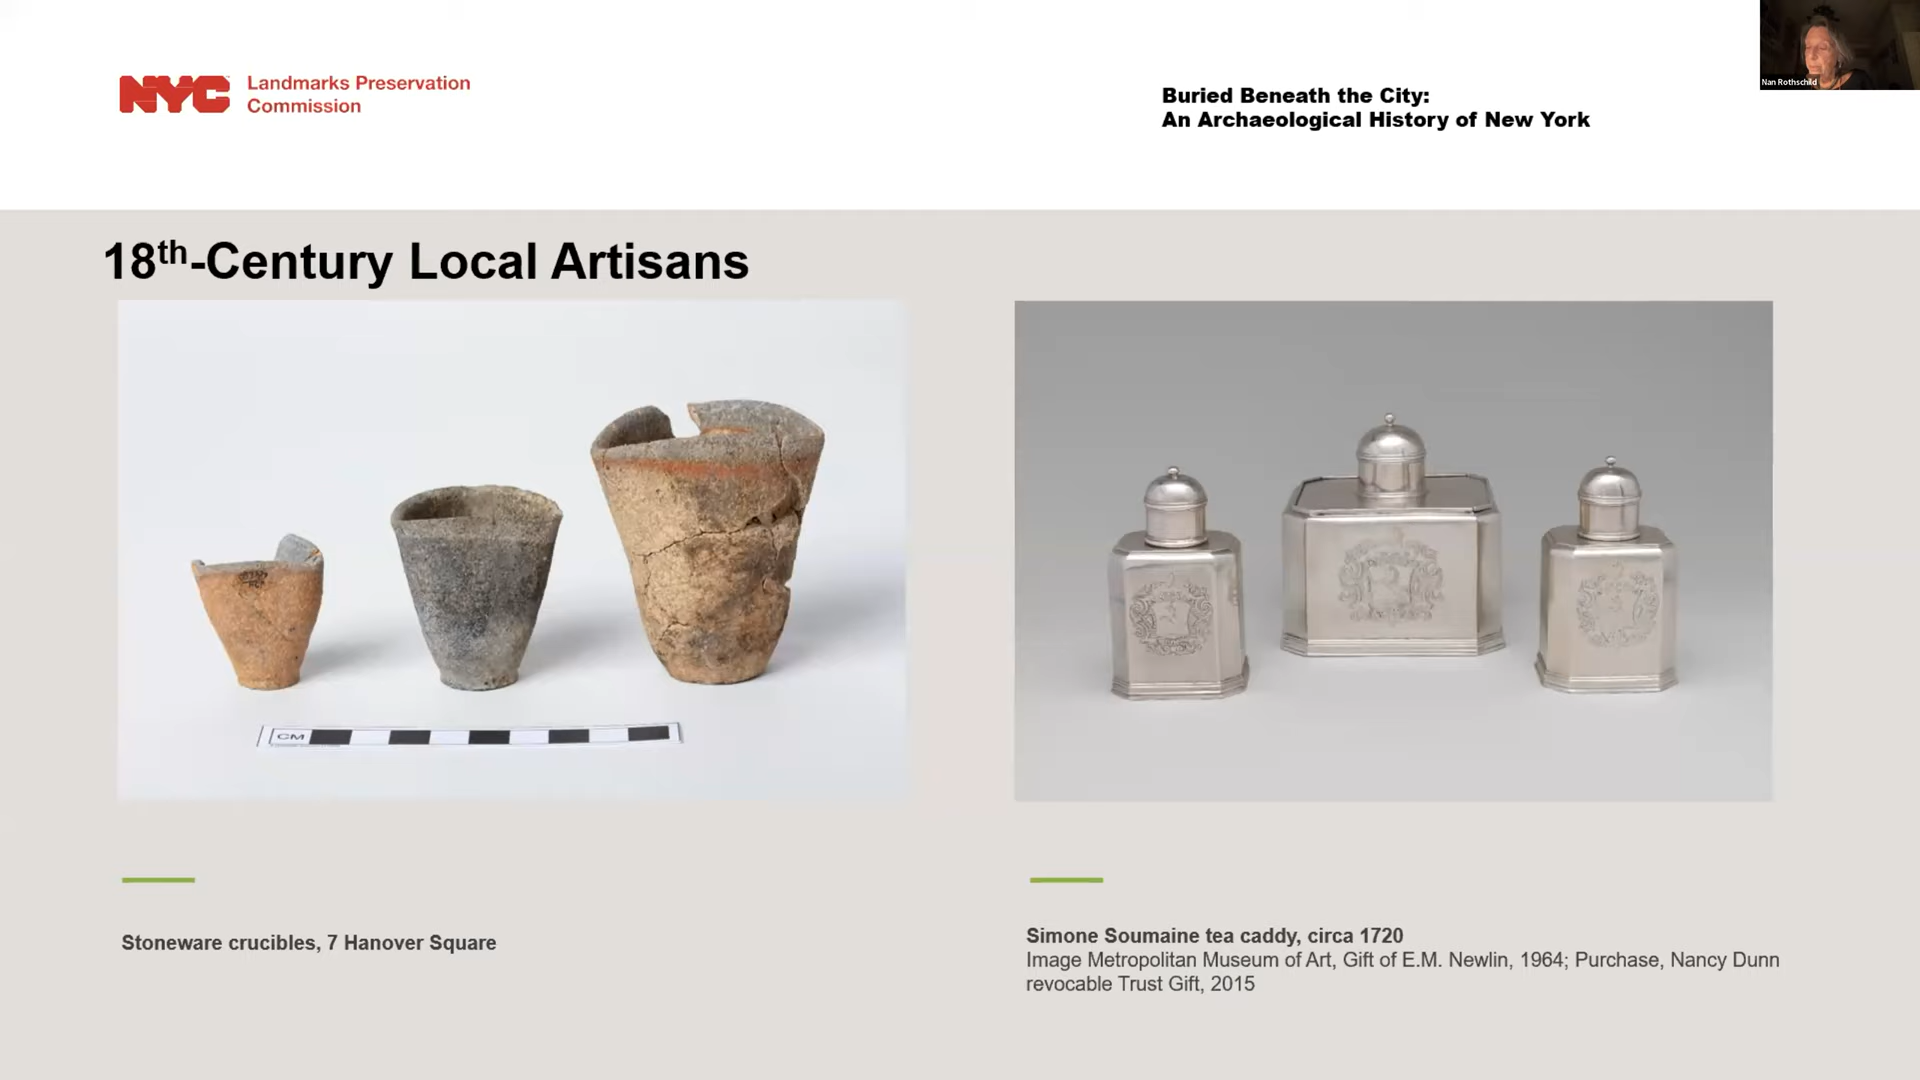 NYC Landmarks Preservation
Commission
Buried Beneath the City:
An Archaeological History of New York
Nan Rothschild
18th-Century Local Artisans
CM
Stoneware crucibles, 7 Hanover Square
Simone Soumaine tea caddy, circa 1720
Image Metropolitan Museum of Art, Gift of E.M. Newlin, 1964; Purchase, Nancy Dunn
revocable Trust Gift, 2015